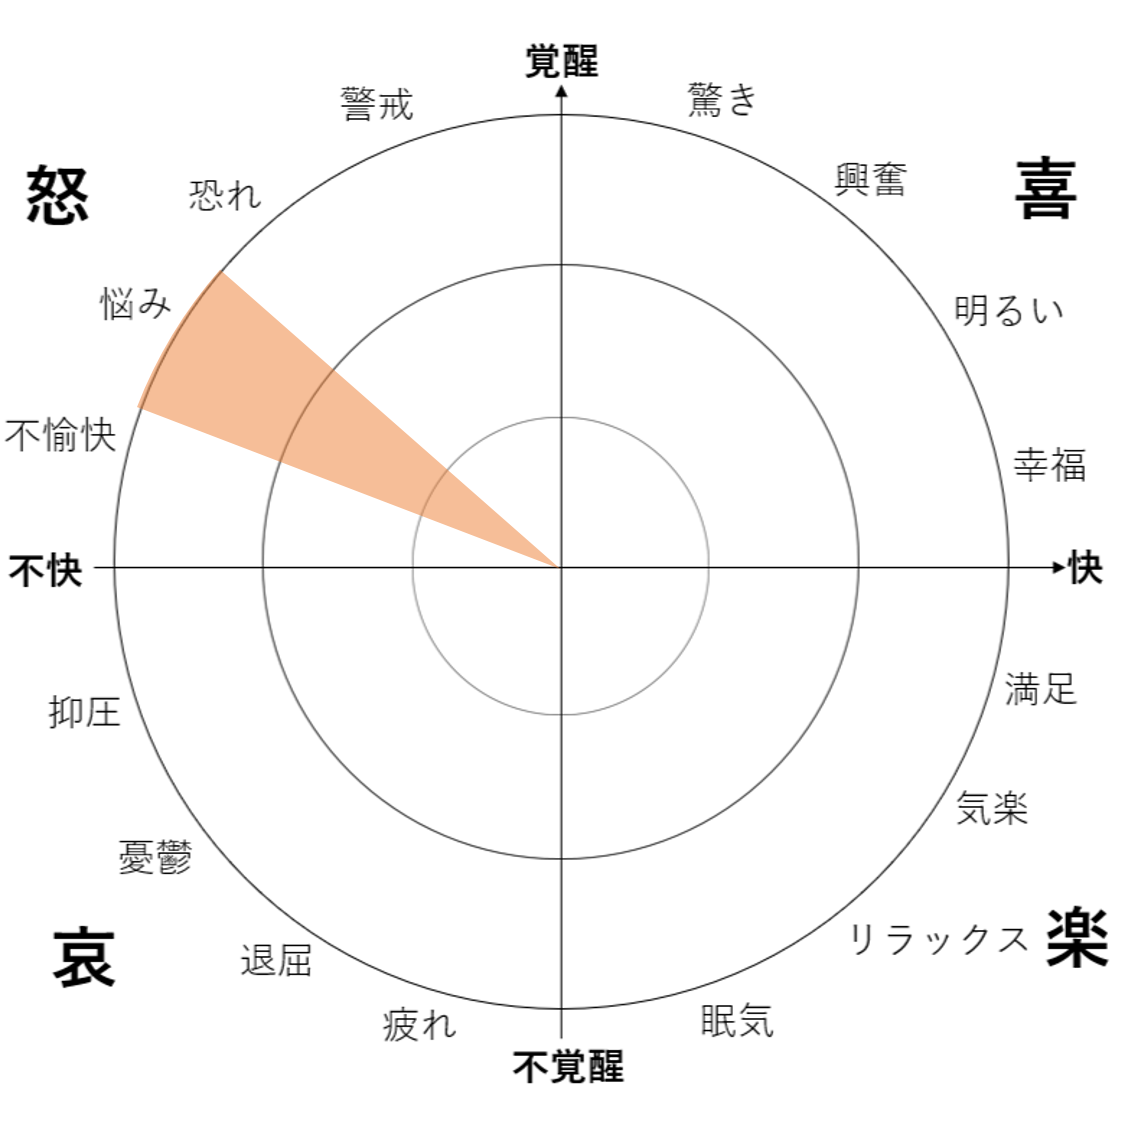 覚醒
警戒
驚き
怒
恐れ
興奮
喜
悩み
明るい
不愉快
幸福
不快
快
抑圧
満足
気楽
憂鬱
哀
退屈
リラックス
楽
疲れ
眠気
不覚醒